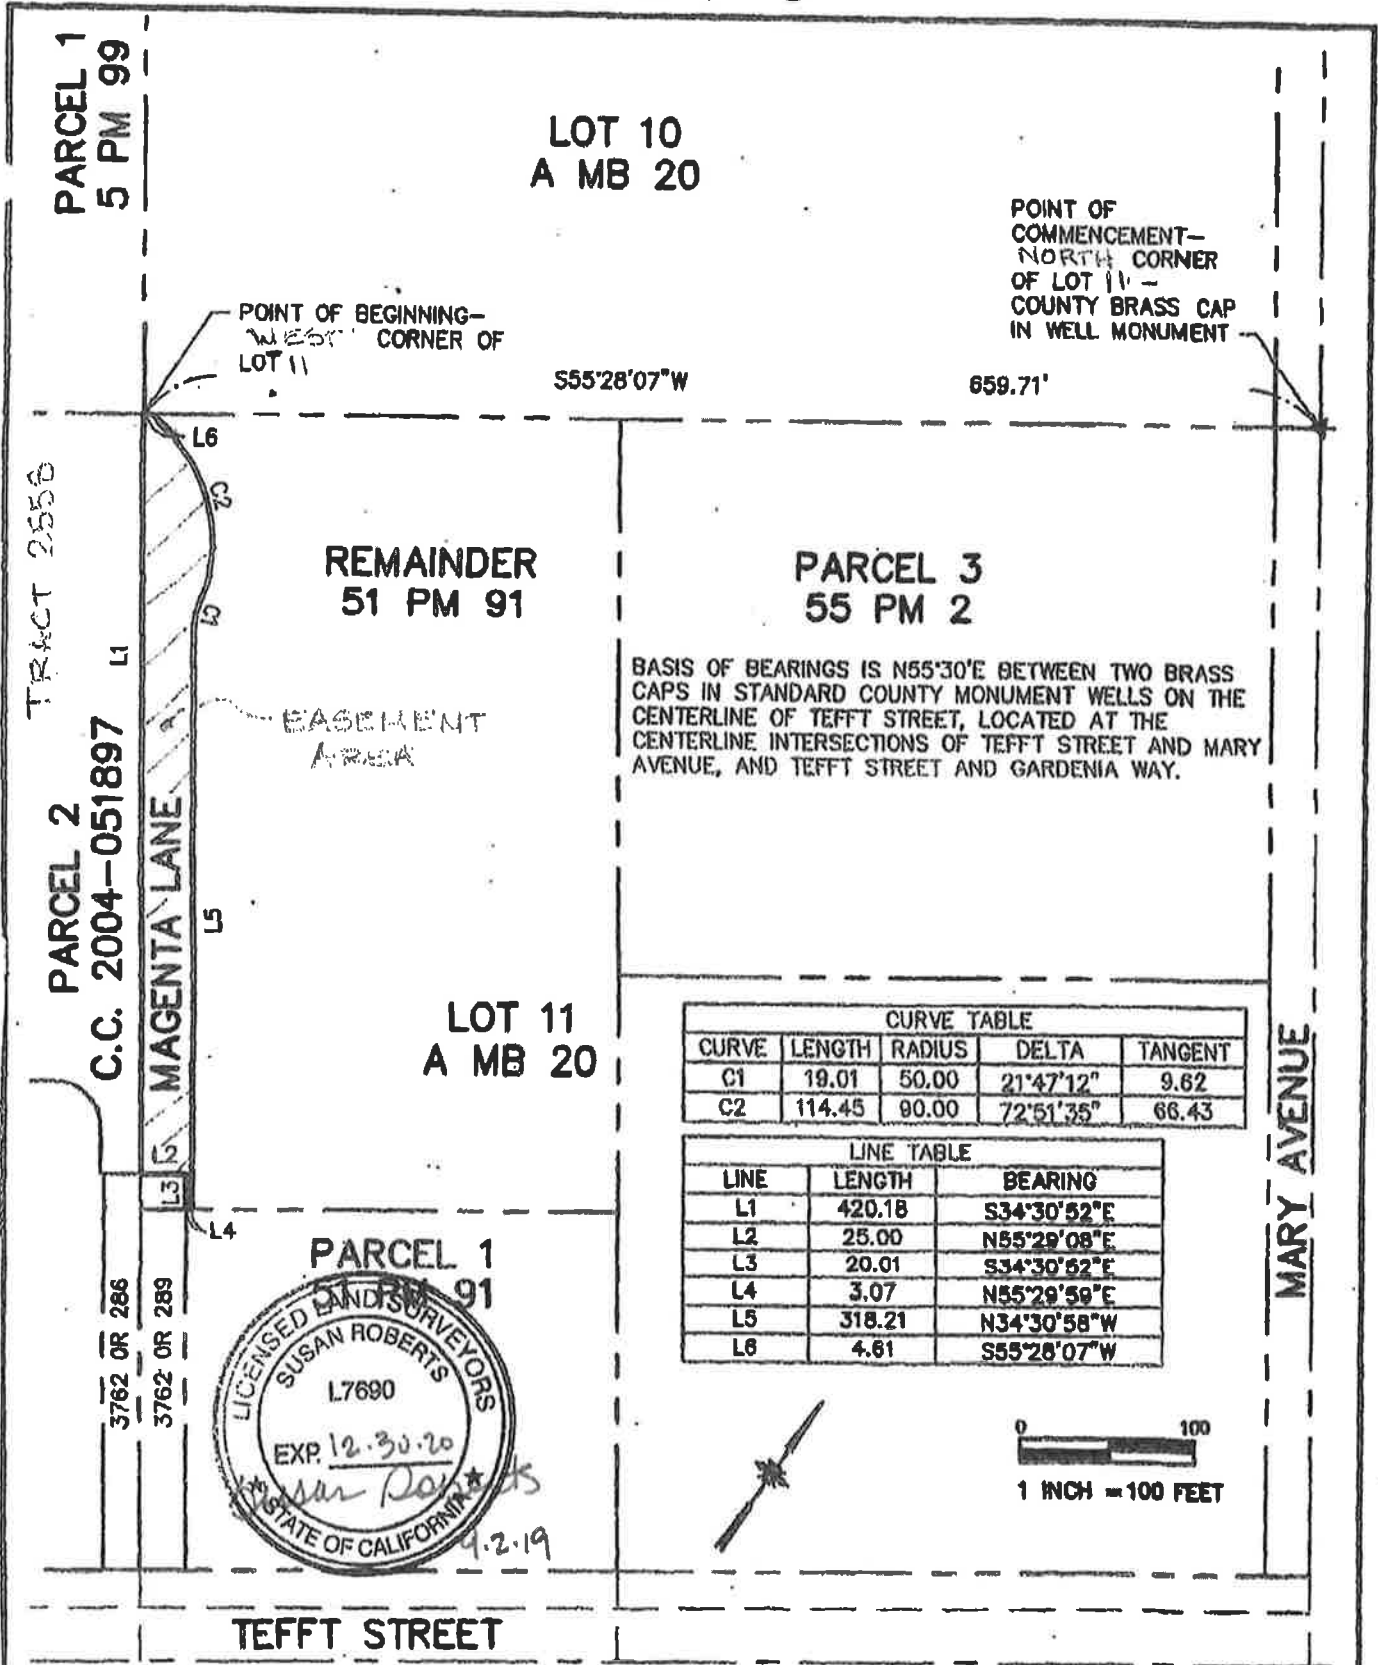 PARCEL 1
5 PM 99
LOT 10
A MB 20
POINT OF
COMMENCEMENT–
NORTH CORNER
OF LOT 11 –
COUNTY BRASS CAP
IN WELL MONUMENT
POINT OF BEGINNING–
WEST CORNER OF
LOT 11
S55°28'07"W
659.71'
L6
C2
C1
TRACT 2558
L1
REMAINDER
51 PM 91
PARCEL 3
55 PM 2
BASIS OF BEARINGS IS N55°30'E BETWEEN TWO BRASS
CAPS IN STANDARD COUNTY MONUMENT WELLS ON THE
CENTERLINE OF TEFFT STREET, LOCATED AT THE
CENTERLINE INTERSECTIONS OF TEFFT STREET AND MARY
AVENUE, AND TEFFT STREET AND GARDENIA WAY.
EASEMENT
AREA
PARCEL 2
C.C. 2004–051897
MAGENTA LANE
L5
LOT 11
A MB 20
L2
L3
L4
CURVE TABLE
CURVE LENGTH RADIUS DELTA TANGENT
C1 19.01 50.00 21°47'12" 9.62
C2 114.45 90.00 72°51'35" 66.43
LINE TABLE
LINE LENGTH BEARING
L1 420.18 S34°30'52"E
L2 25.00 N55°29'08"E
L3 20.01 S34°30'52"E
L4 3.07 N55°29'59"E
L5 318.21 N34°30'58"W
L6 4.61 S55°28'07"W
MARY AVENUE
PARCEL 1
51 PM 91
3762 OR 286
3762 OR 289
LICENSED LAND SURVEYORS
SUSAN ROBERTS
L7690
EXP. 12.30.20
Susan Roberts
STATE OF CALIFORNIA
9.2.19
0 100
1 INCH = 100 FEET
TEFFT STREET